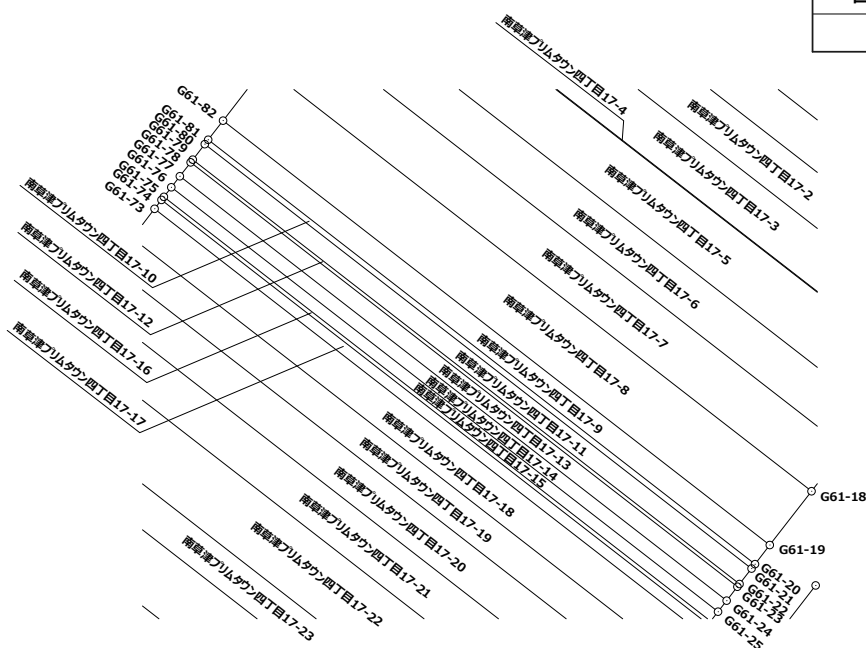 南草津プリムタウン四丁目17-4
南草津プリムタウン四丁目17-2
南草津プリムタウン四丁目17-3
南草津プリムタウン四丁目17-5
南草津プリムタウン四丁目17-6
南草津プリムタウン四丁目17-7
南草津プリムタウン四丁目17-8
南草津プリムタウン四丁目17-9
南草津プリムタウン四丁目17-11
南草津プリムタウン四丁目17-13
南草津プリムタウン四丁目17-14
南草津プリムタウン四丁目17-15
G61-82
G61-81
G61-80
G61-79
G61-78
G61-77
G61-76
G61-75
G61-74
G61-73
南草津プリムタウン四丁目17-10
南草津プリムタウン四丁目17-12
南草津プリムタウン四丁目17-16
南草津プリムタウン四丁目17-17
南草津プリムタウン四丁目17-18
南草津プリムタウン四丁目17-19
南草津プリムタウン四丁目17-20
南草津プリムタウン四丁目17-21
南草津プリムタウン四丁目17-22
南草津プリムタウン四丁目17-23
G61-18
G61-19
G61-20
G61-21
G61-22
G61-23
G61-24
G61-25